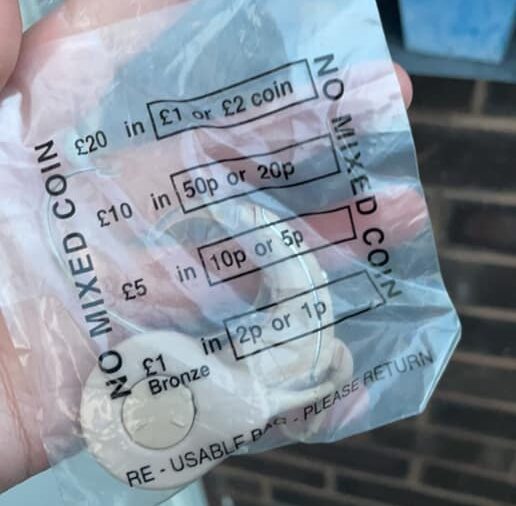 NO MIXED COIN
£20 in £1 or £2 coin
£10 in 50p or 20p
£5 in 10p or 5p
£1 in 2p or 1p
Bronze
NO MIXED COIN
RE - USABLE BAG - PLEASE RETURN